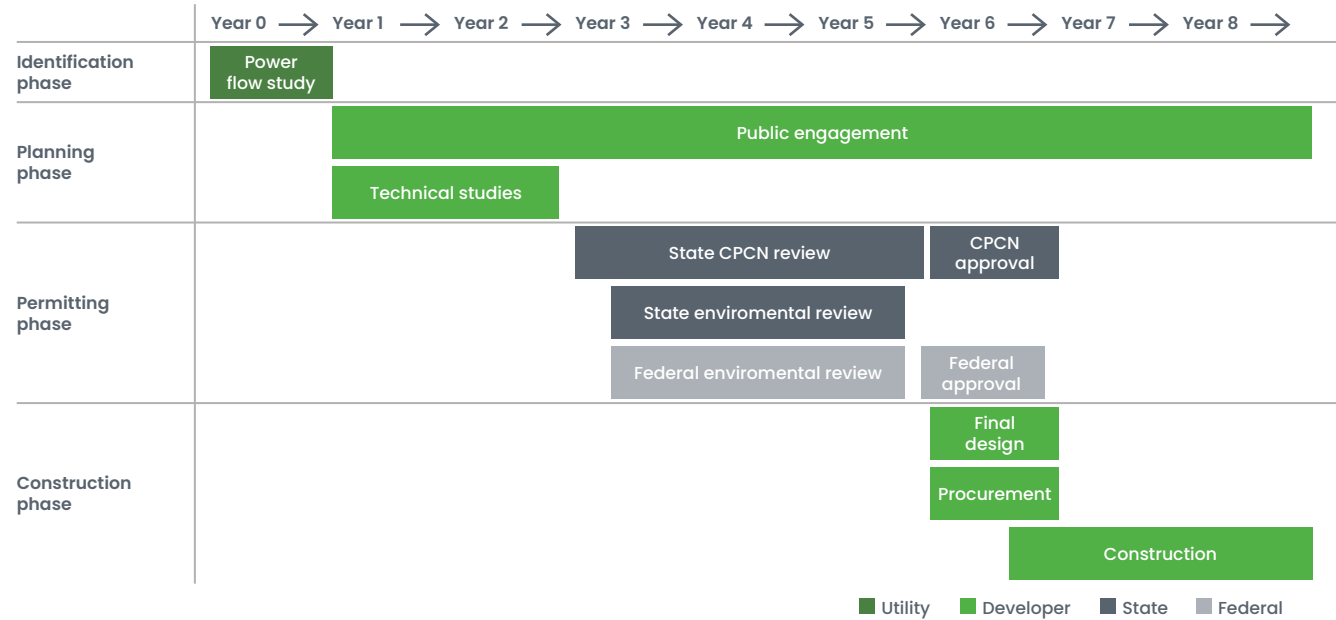 Year 0 Year 1 Year 2 Year 3 Year 4 Year 5 Year 6 Year 7 Year 8
Identification
phase
Power
flow study
Planning
phase
Public engagement
Technical studies
Permitting
phase
State CPCN review
CPCN
approval
State enviromental review
Federal enviromental review
Federal
approval
Construction
phase
Final
design
Procurement
Construction
Utility Developer State Federal